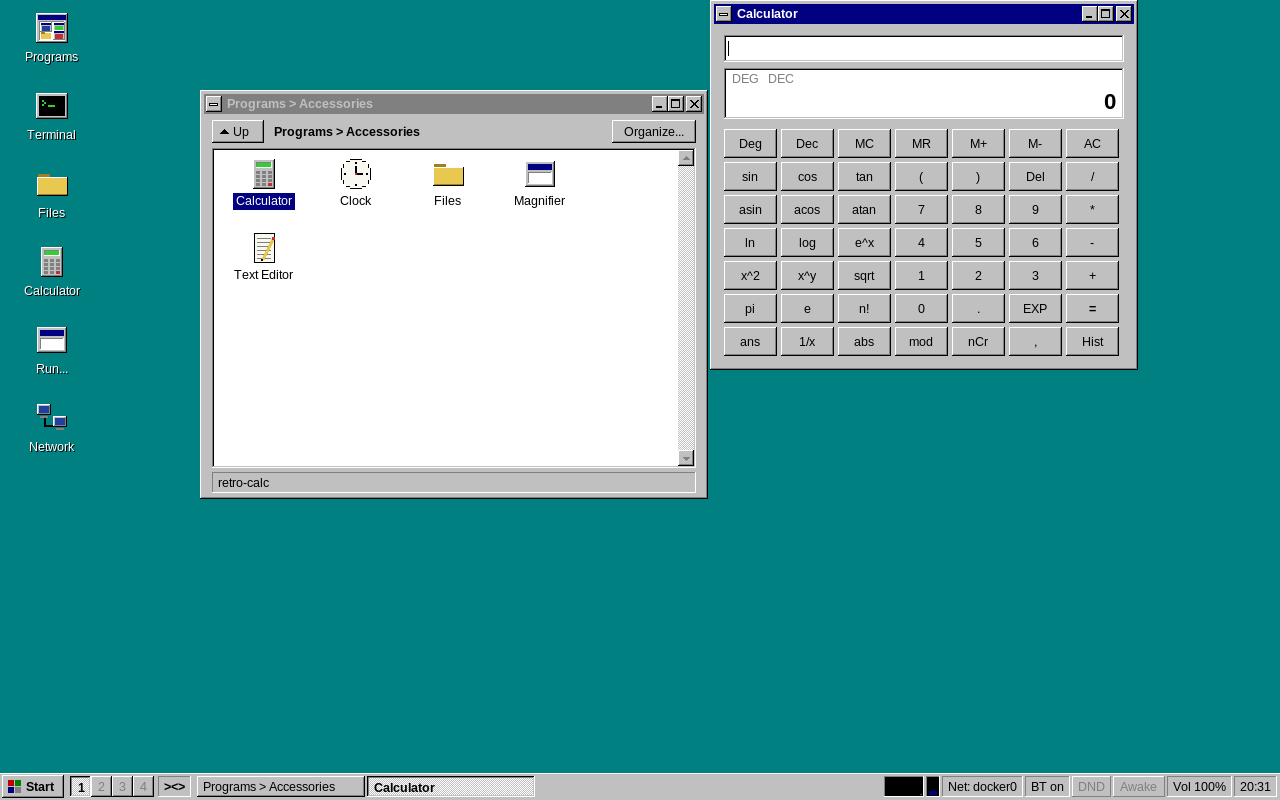 Programs
Terminal
Files
Calculator
Run...
Network
Programs > Accessories
Up
Programs > Accessories
Organize...
Calculator
Clock
Files
Magnifier
Text Editor
retro-calc
Calculator
DEG DEC
0
Deg Dec MC MR M+ M- AC
sin cos tan ( ) Del /
asin acos atan 7 8 9 *
ln log e^x 4 5 6 -
x^2 x^y sqrt 1 2 3 +
pi e n! 0 . EXP =
ans 1/x abs mod nCr , Hist
Start 1 2 3 4 >< Programs > Accessories Calculator Net: docker0 BT on DND Awake Vol 100% 20:31